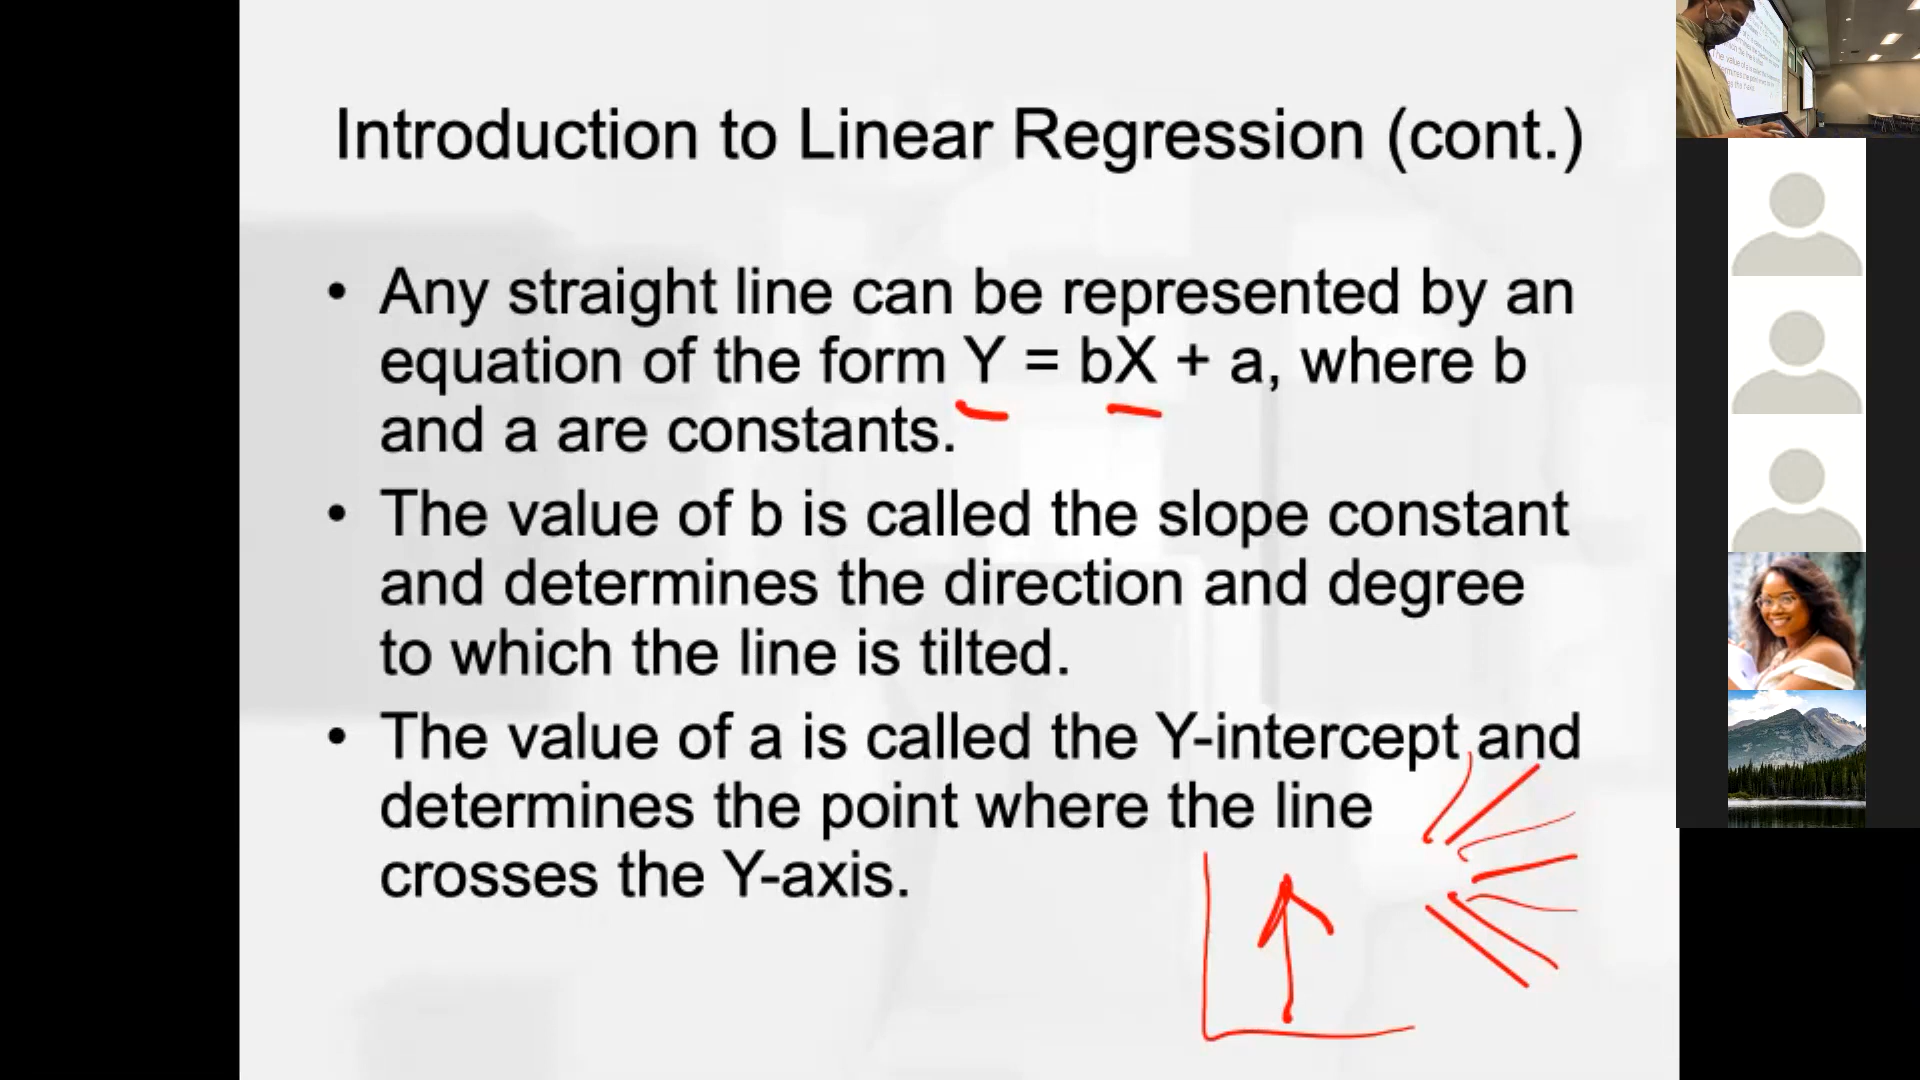 Introduction to Linear Regression (cont.)
• Any straight line can be represented by an
equation of the form Y = bX + a, where b
and a are constants.
• The value of b is called the slope constant
and determines the direction and degree
to which the line is tilted.
• The value of a is called the Y-intercept and
determines the point where the line
crosses the Y-axis.